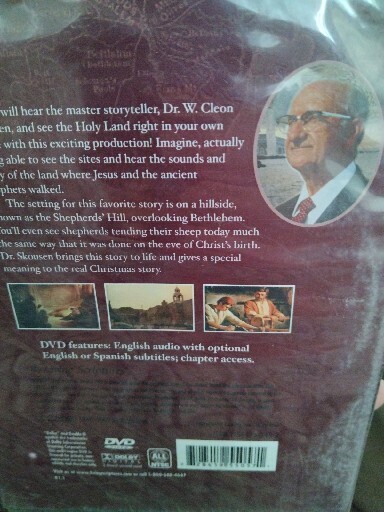 Bethlehem
will hear the master storyteller, Dr. W. Cleon
en, and see the Holy Land right in your own
with this exciting production! Imagine, actually
g able to see the sites and hear the sounds and
y of the land where Jesus and the ancient
phets walked.
The setting for this favorite story is on a hillside,
nown as the Shepherds' Hill, overlooking Bethlehem.
You'll even see shepherds tending their sheep today much
the same way that it was done on the eve of Christ's birth.
Dr. Skousen brings this story to life and gives a special
meaning to the real Christmas story.
DVD features: English audio with optional
English or Spanish subtitles; chapter access.
DVD
DOLBY
DIGITAL
ALL
NTSC